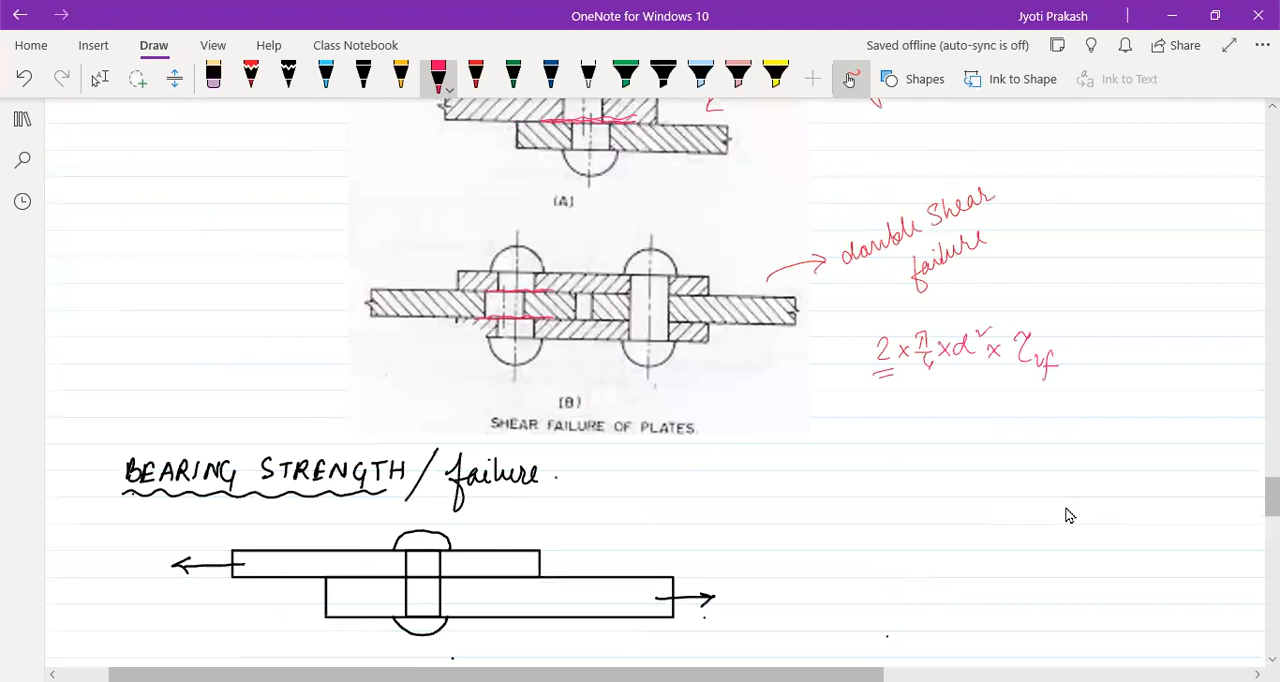 OneNote for Windows 10
Jyoti Prakash
Home Insert Draw View Help Class Notebook
Saved offline (auto-sync is off) Share
Shapes Ink to Shape Ink to Text
(A)
double Shear
failure
2 × π/4 × d² × τvf
(B)
SHEAR FAILURE OF PLATES.
BEARING STRENGTH / failure.